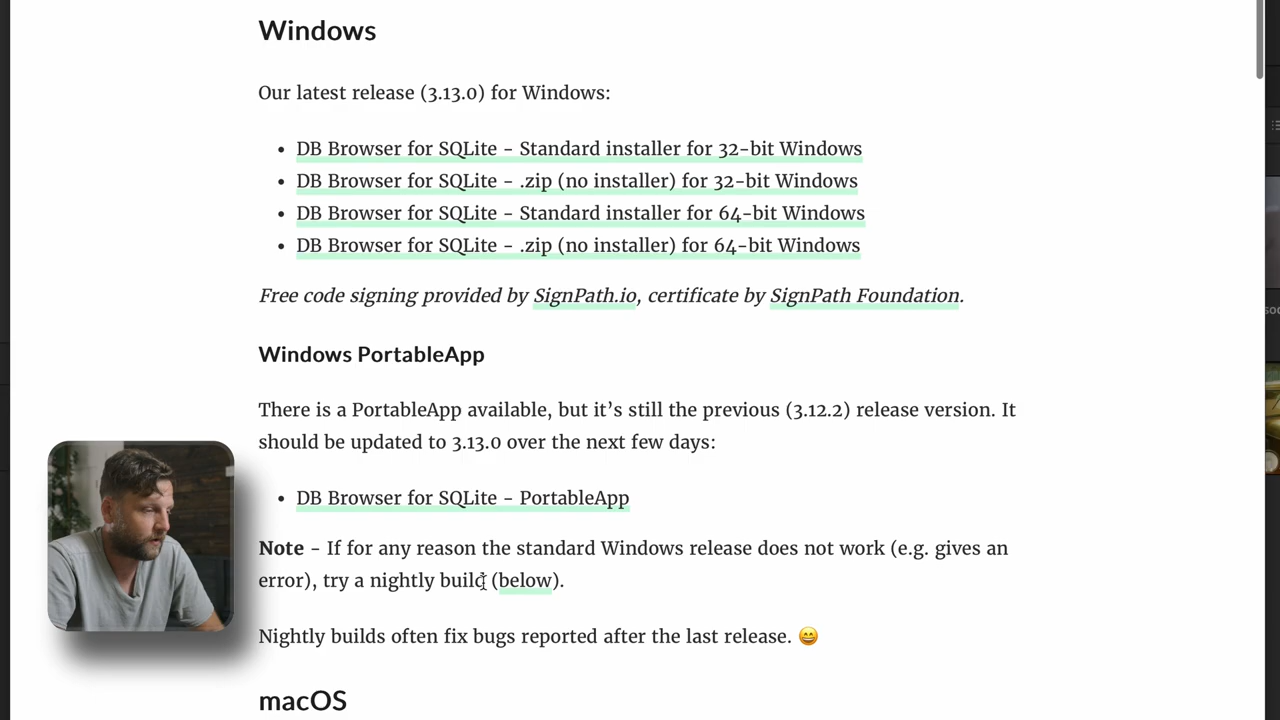 Windows
Our latest release (3.13.0) for Windows:
• DB Browser for SQLite - Standard installer for 32-bit Windows
• DB Browser for SQLite - .zip (no installer) for 32-bit Windows
• DB Browser for SQLite - Standard installer for 64-bit Windows
• DB Browser for SQLite - .zip (no installer) for 64-bit Windows
Free code signing provided by SignPath.io, certificate by SignPath Foundation.
Windows PortableApp
There is a PortableApp available, but it’s still the previous (3.12.2) release version. It
should be updated to 3.13.0 over the next few days:
• DB Browser for SQLite - PortableApp
Note - If for any reason the standard Windows release does not work (e.g. gives an
error), try a nightly build (below).
Nightly builds often fix bugs reported after the last release. 😄
macOS